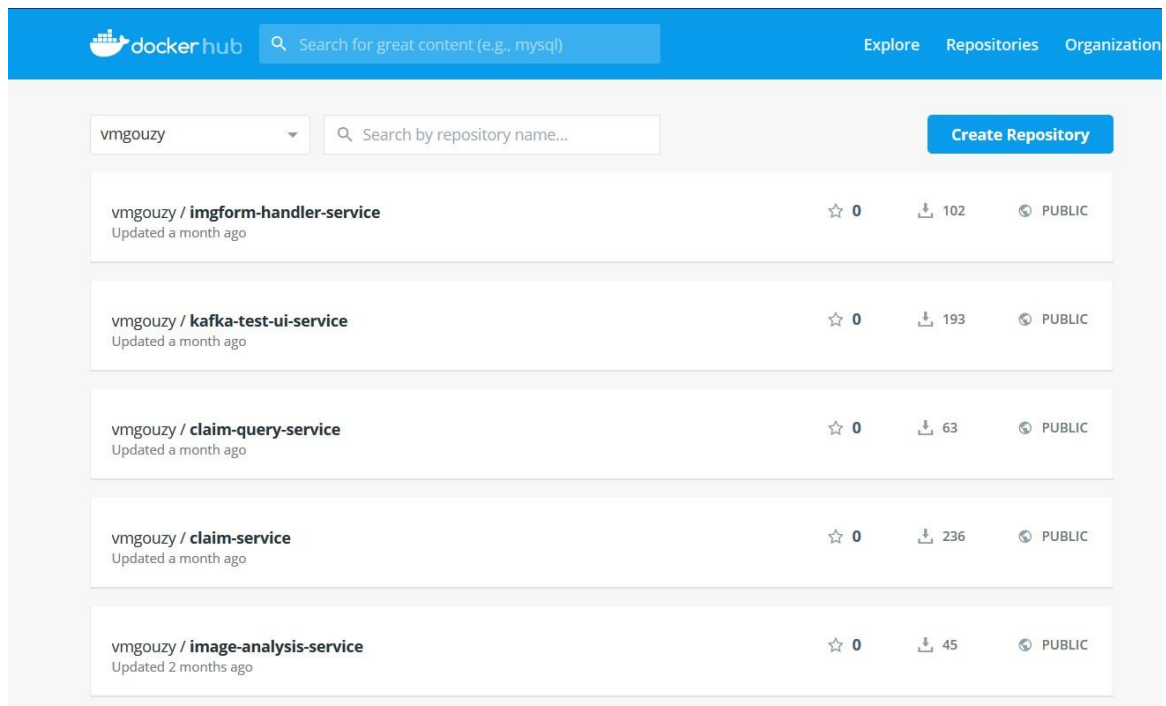 docker hub
Search for great content (e.g., mysql)
Explore
Repositories
Organization
vmgouzy
Search by repository name...
Create Repository
vmgouzy / imgform-handler-service
0
102
PUBLIC
Updated a month ago
vmgouzy / kafka-test-ui-service
0
193
PUBLIC
Updated a month ago
vmgouzy / claim-query-service
0
63
PUBLIC
Updated a month ago
vmgouzy / claim-service
0
236
PUBLIC
Updated a month ago
vmgouzy / image-analysis-service
0
45
PUBLIC
Updated 2 months ago